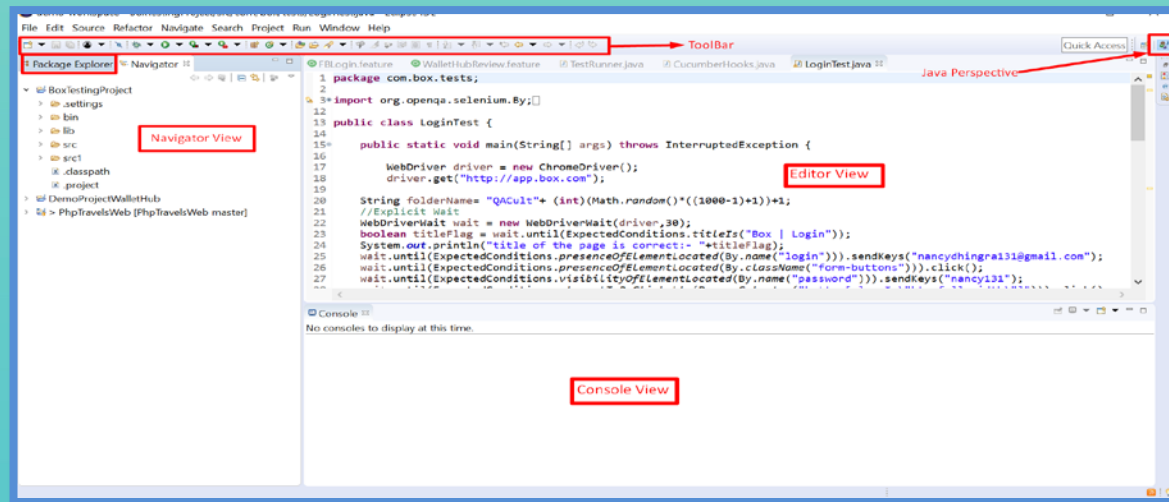 File Edit Source Refactor Navigate Search Project Run Window Help
ToolBar
Quick Access
Package Explorer Navigator
FBLogin.feature WalletHubReview.feature TestRunner.java CucumberHooks.java LoginTest.java
Java Perspective
BoxTestingProject
.settings
bin
lib
src
src1
.classpath
.project
DemoProjectWalletHub
> PhpTravelsWeb [PhpTravelsWeb master]
Navigator View
1 package com.box.tests;
2
3 import org.openqa.selenium.By;
12
13 public class LoginTest {
14
15 public static void main(String[] args) throws InterruptedException {
16
17 WebDriver driver = new ChromeDriver();
18 driver.get("http://app.box.com");
19
20 String folderName= "QACult"+ (int)(Math.random()*((1000-1)+1))+1;
21 //Explicit Wait
22 WebDriverWait wait = new WebDriverWait(driver,30);
23 boolean titleFlag = wait.until(ExpectedConditions.titleIs("Box | Login"));
24 System.out.println("title of the page is correct:- "+titleFlag);
25 wait.until(ExpectedConditions.presenceOfElementLocated(By.name("login"))).sendKeys("nancydhingra131@gmail.com");
26 wait.until(ExpectedConditions.presenceOfElementLocated(By.className("form-buttons"))).click();
27 wait.until(ExpectedConditions.visibilityOfElementLocated(By.name("password"))).sendKeys("nancy131");
Editor View
Console
No consoles to display at this time.
Console View